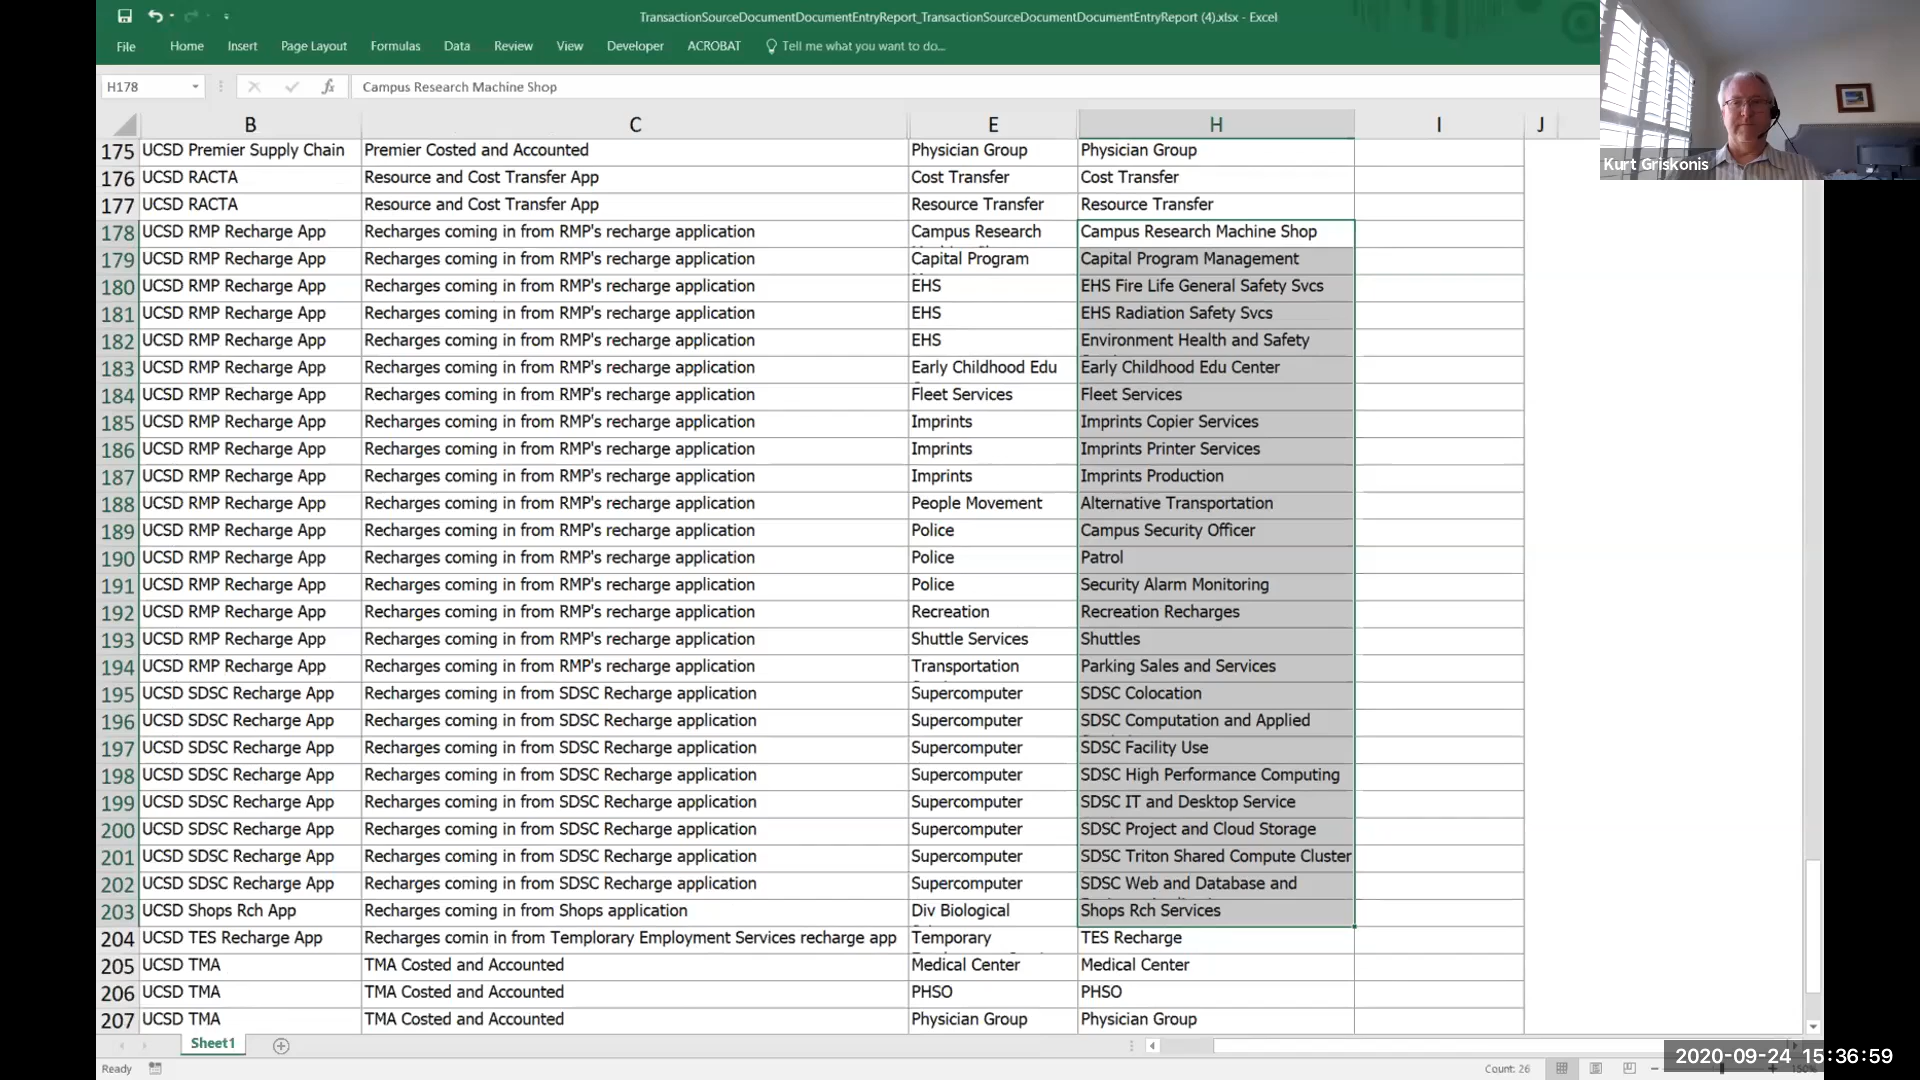 TransactionSourceDocumentDocumentEntryReport_TransactionSourceDocumentDocumentEntryReport (4).xlsx - Excel
File Home Insert Page Layout Formulas Data Review View Developer ACROBAT Tell me what you want to do...
H178 fx Campus Research Machine Shop
Kurt Griskonis
B C E H I J
175 UCSD Premier Supply Chain Premier Costed and Accounted Physician Group Physician Group
176 UCSD RACTA Resource and Cost Transfer App Cost Transfer Cost Transfer
177 UCSD RACTA Resource and Cost Transfer App Resource Transfer Resource Transfer
178 UCSD RMP Recharge App Recharges coming in from RMP's recharge application Campus Research Campus Research Machine Shop
179 UCSD RMP Recharge App Recharges coming in from RMP's recharge application Capital Program Capital Program Management
180 UCSD RMP Recharge App Recharges coming in from RMP's recharge application EHS EHS Fire Life General Safety Svcs
181 UCSD RMP Recharge App Recharges coming in from RMP's recharge application EHS EHS Radiation Safety Svcs
182 UCSD RMP Recharge App Recharges coming in from RMP's recharge application EHS Environment Health and Safety
183 UCSD RMP Recharge App Recharges coming in from RMP's recharge application Early Childhood Edu Early Childhood Edu Center
184 UCSD RMP Recharge App Recharges coming in from RMP's recharge application Fleet Services Fleet Services
185 UCSD RMP Recharge App Recharges coming in from RMP's recharge application Imprints Imprints Copier Services
186 UCSD RMP Recharge App Recharges coming in from RMP's recharge application Imprints Imprints Printer Services
187 UCSD RMP Recharge App Recharges coming in from RMP's recharge application Imprints Imprints Production
188 UCSD RMP Recharge App Recharges coming in from RMP's recharge application People Movement Alternative Transportation
189 UCSD RMP Recharge App Recharges coming in from RMP's recharge application Police Campus Security Officer
190 UCSD RMP Recharge App Recharges coming in from RMP's recharge application Police Patrol
191 UCSD RMP Recharge App Recharges coming in from RMP's recharge application Police Security Alarm Monitoring
192 UCSD RMP Recharge App Recharges coming in from RMP's recharge application Recreation Recreation Recharges
193 UCSD RMP Recharge App Recharges coming in from RMP's recharge application Shuttle Services Shuttles
194 UCSD RMP Recharge App Recharges coming in from RMP's recharge application Transportation Parking Sales and Services
195 UCSD SDSC Recharge App Recharges coming in from SDSC Recharge application Supercomputer SDSC Colocation
196 UCSD SDSC Recharge App Recharges coming in from SDSC Recharge application Supercomputer SDSC Computation and Applied
197 UCSD SDSC Recharge App Recharges coming in from SDSC Recharge application Supercomputer SDSC Facility Use
198 UCSD SDSC Recharge App Recharges coming in from SDSC Recharge application Supercomputer SDSC High Performance Computing
199 UCSD SDSC Recharge App Recharges coming in from SDSC Recharge application Supercomputer SDSC IT and Desktop Service
200 UCSD SDSC Recharge App Recharges coming in from SDSC Recharge application Supercomputer SDSC Project and Cloud Storage
201 UCSD SDSC Recharge App Recharges coming in from SDSC Recharge application Supercomputer SDSC Triton Shared Compute Cluster
202 UCSD SDSC Recharge App Recharges coming in from SDSC Recharge application Supercomputer SDSC Web and Database and
203 UCSD Shops Rch App Recharges coming in from Shops application Div Biological Shops Rch Services
204 UCSD TES Recharge App Recharges comin in from Templorary Employment Services recharge app Temporary TES Recharge
205 UCSD TMA TMA Costed and Accounted Medical Center Medical Center
206 UCSD TMA TMA Costed and Accounted PHSO PHSO
207 UCSD TMA TMA Costed and Accounted Physician Group Physician Group
Sheet1
Ready Count: 26 150%
2020-09-24 15:36:59